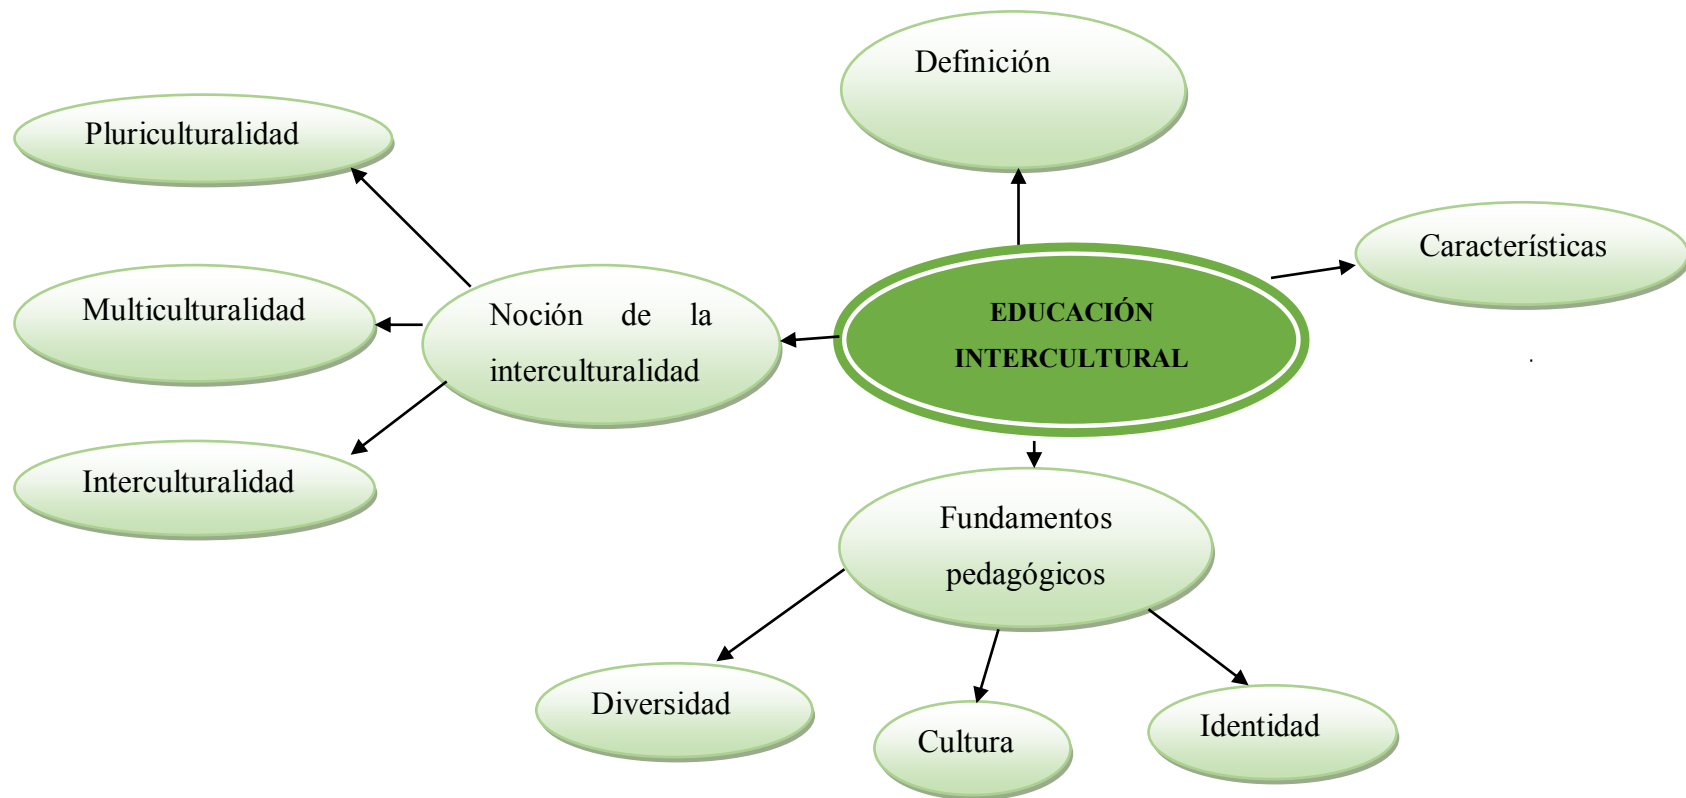 Definición
Pluriculturalidad
Características
Multiculturalidad
Noción de la
interculturalidad
EDUCACIÓN
INTERCULTURAL
.
Interculturalidad
Fundamentos
pedagógicos
Diversidad
Cultura
Identidad